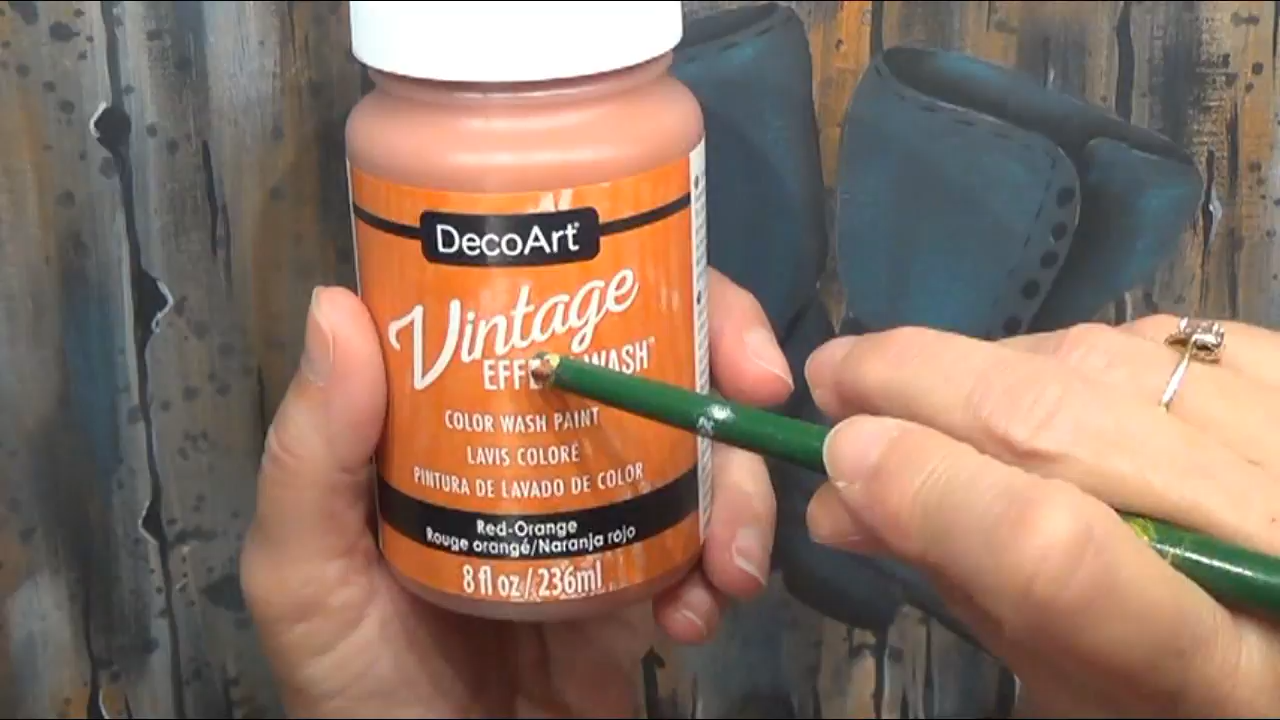 DecoArt
Vintage
WASH™
COLOR WASH PAINT
LAVIS COLORÉ
PINTURA DE LAVADO DE COLOR
Red-Orange
Rouge orangé/Naranja rojo
8 fl oz/236ml